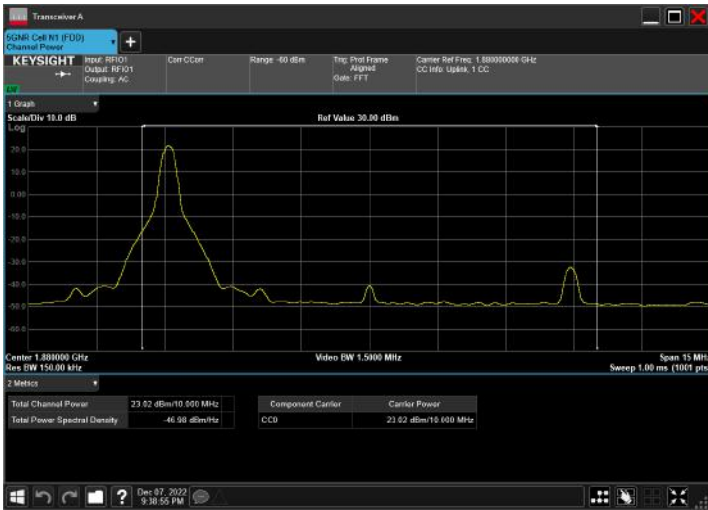 Transceiver A
5GNR Cell N1 (FDD)
Channel Power
KEYSIGHT
Input: RFIO1
Output: RFIO1
Coupling: AC
Corr CCorr
Range: -60 dBm
Trig: Prot Frame
Aligned
Gate: FFT
Carrier Ref Freq: 1.880000000 GHz
CC Info: Uplink, 1 CC
1 Graph
Scale/Div 10.0 dB
Ref Value 30.00 dBm
Log
20.0
10.0
0.00
-10.0
-20.0
-30.0
-40.0
-50.0
-60.0
Center 1.880000 GHz
Video BW 1.5000 MHz
Span 15 MH
Res BW 150.00 kHz
Sweep 1.00 ms (1001 pts
2 Metrics
Total Channel Power 23.02 dBm/10.000 MHz
Total Power Spectral Density -46.98 dBm/Hz
Component Carrier Carrier Power
CC0 23.02 dBm/10.000 MHz
Dec 07, 2022
9:38:55 PM